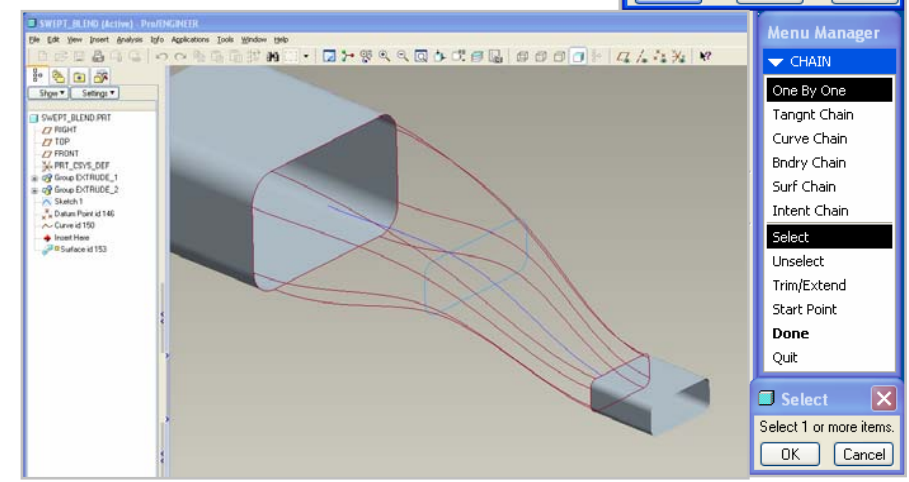 SWEPT_BLEND (Active) - Pro/ENGINEER
File Edit View Insert Analysis Info Applications Tools Window Help
Show Settings
SWEPT_BLEND.PRT
RIGHT
TOP
FRONT
PRT_CSYS_DEF
Group EXTRUDE_1
Group EXTRUDE_2
Sketch 1
Datum Point id 146
Curve id 150
Insert Here
Surface id 153
Menu Manager
CHAIN
One By One
Tangnt Chain
Curve Chain
Bndry Chain
Surf Chain
Intent Chain
Select
Unselect
Trim/Extend
Start Point
Done
Quit
Select
Select 1 or more items.
OK Cancel